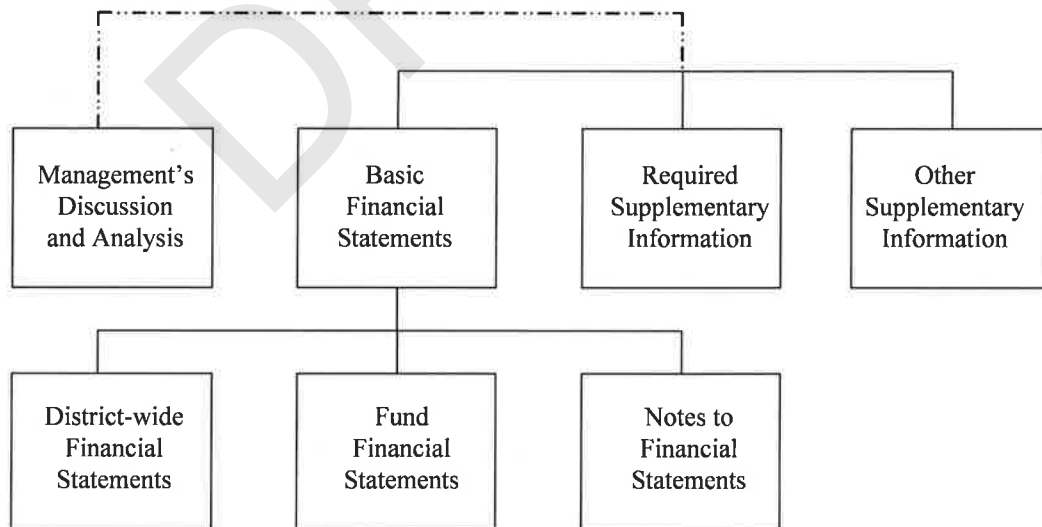 Management's
Discussion
and Analysis
Basic
Financial
Statements
Required
Supplementary
Information
Other
Supplementary
Information
District-wide
Financial
Statements
Fund
Financial
Statements
Notes to
Financial
Statements